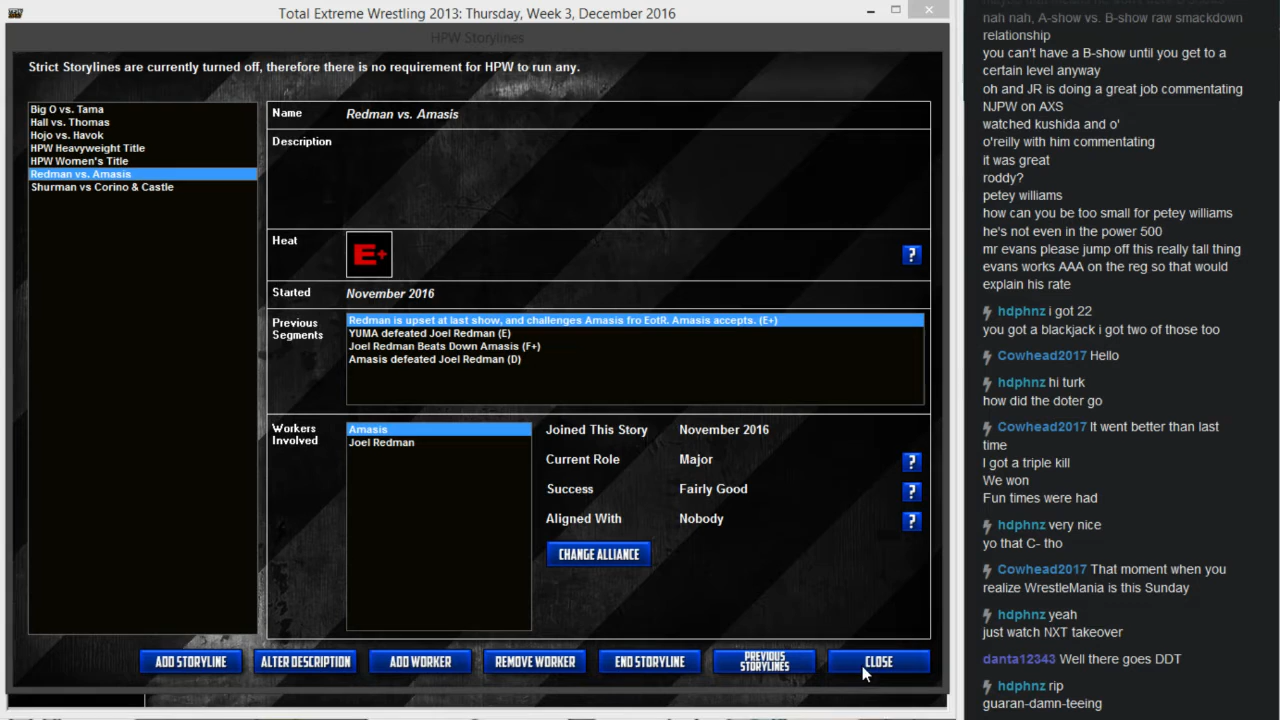 Total Extreme Wrestling 2013: Thursday, Week 3, December 2016
HPW Storylines
Strict Storylines are currently turned off, therefore there is no requirement for HPW to run any.
Big O vs. Tama
Hall vs. Thomas
Hojo vs. Havok
HPW Heavyweight Title
HPW Women's Title
Redman vs. Amasis
Shurman vs Corino & Castle
Name
Redman vs. Amasis
Description
Heat
E+
?
Started
November 2016
Previous
Segments
Redman is upset at last show, and challenges Amasis fro EotR. Amasis accepts. (E+)
YUMA defeated Joel Redman (E)
Joel Redman Beats Down Amasis (F+)
Amasis defeated Joel Redman (D)
Workers
Involved
Amasis
Joel Redman
Joined This Story November 2016
Current Role Major ?
Success Fairly Good ?
Aligned With Nobody ?
CHANGE ALLIANCE
ADD STORYLINE
ALTER DESCRIPTION
ADD WORKER
REMOVE WORKER
END STORYLINE
PREVIOUS
STORYLINES
CLOSE
nah nah, A-show vs. B-show raw smackdown
relationship
you can't have a B-show until you get to a
certain level anyway
oh and JR is doing a great job commentating
NJPW on AXS
watched kushida and o'
o'reilly with him commentating
it was great
roddy?
petey williams
how can you be too small for petey williams
he's not even in the power 500
mr evans please jump off this really tall thing
evans works AAA on the reg so that would
explain his rate
hdphnz i got 22
you got a blackjack i got two of those too
Cowhead2017 Hello
hdphnz hi turk
how did the doter go
Cowhead2017 It went better than last
time
I got a triple kill
We won
Fun times were had
hdphnz very nice
yo that C- tho
Cowhead2017 That moment when you
realize WrestleMania is this Sunday
hdphnz yeah
just watch NXT takeover
danta12343 Well there goes DDT
hdphnz rip
guaran-damn-teeing